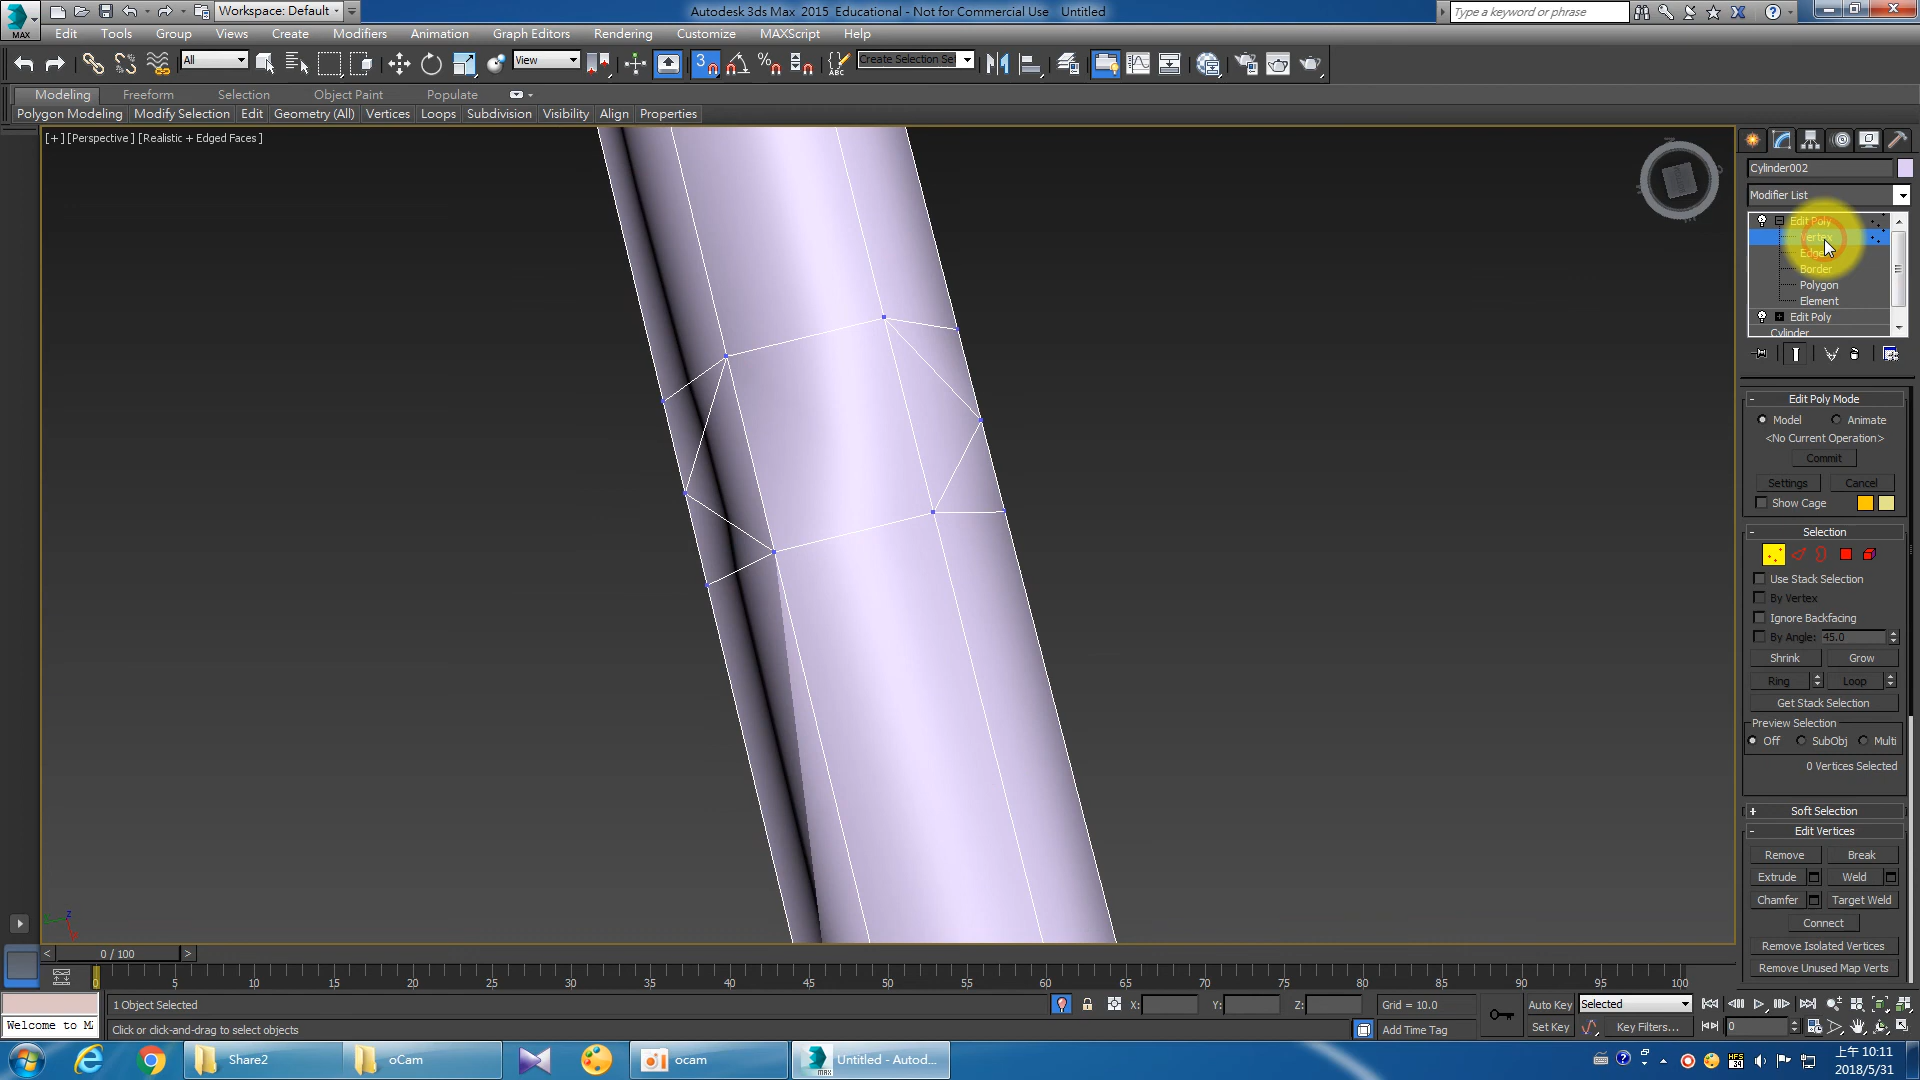 MAX
Workspace: Default
Autodesk 3ds Max 2015 Educational - Not for Commercial Use Untitled
Type a keyword or phrase
Edit Tools Group Views Create Modifiers Animation Graph Editors Rendering Customize MAXScript Help
All
View
3
Create Selection Set
Modeling Freeform Selection Object Paint Populate
Polygon Modeling Modify Selection Edit Geometry (All) Vertices Loops Subdivision Visibility Align Properties
[+] [Perspective] [Realistic + Edged Faces]
Cylinder002
Modifier List
Edit Poly
Vertex
Edge
Border
Polygon
Element
Edit Poly
Cylinder
- Edit Poly Mode
Model Animate
<No Current Operation>
Commit
Settings Cancel
Show Cage
- Selection
Use Stack Selection
By Vertex
Ignore Backfacing
By Angle: 45.0
Shrink Grow
Ring Loop
Get Stack Selection
Preview Selection
Off SubObj Multi
0 Vertices Selected
+ Soft Selection
- Edit Vertices
Remove Break
Extrude Weld
Chamfer Target Weld
Connect
Remove Isolated Vertices
Remove Unused Map Verts
z
< 0 / 100 >
0 5 10 15 20 25 30 35 40 45 50 55 60 65 70 75 80 85 90 95 100
1 Object Selected
X: Y: Z: Grid = 10.0
Auto Key Selected
Welcome to M
Click or click-and-drag to select objects
Add Time Tag
Set Key Key Filters... 0
Share2 oCam ocam Untitled - Autod...
上午 10:11
2018/5/31